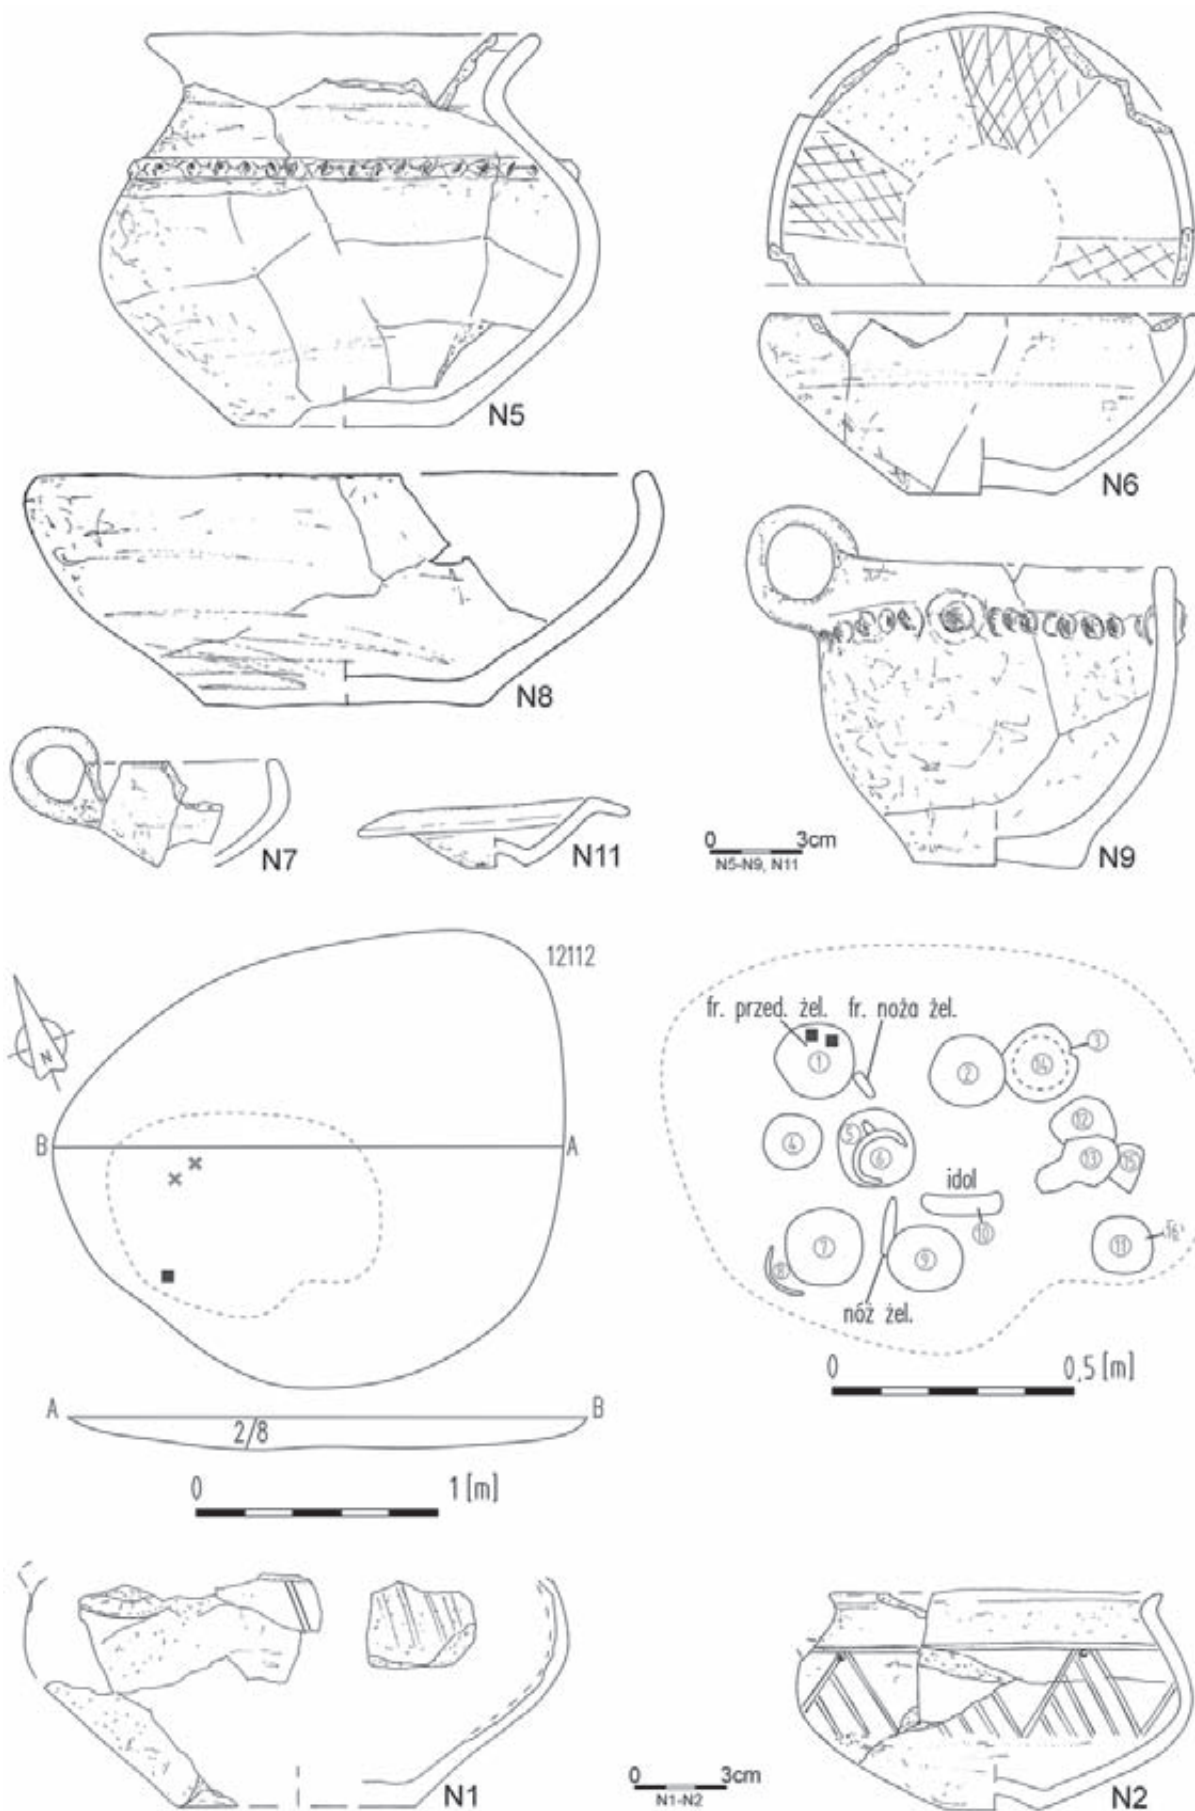 N5
N6
N8
N7
N11
0 3cm
N5-N9, N11
N9
12112
N
B A
A B
2/8
0 1 [m]
fr. przed. żel. fr. noża żel.
1 2 14 3
4 5 6 12 13 15
idol
7 8 9 10 11 16
nóż żel.
0 0,5 [m]
N1
0 3cm
N1-N2
N2